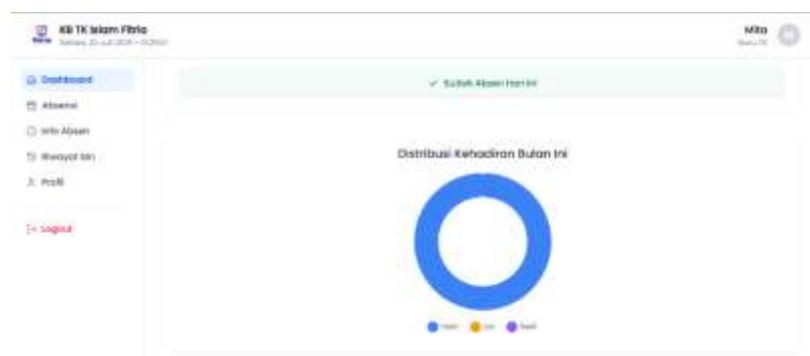 KB TK Islam Fitria
Mita
Dashboard
Absensi
Info Absen
Riwayat Izin
Profil
Logout
✓ Sudah Absen Hari Ini
Distribusi Kehadiran Bulan Ini